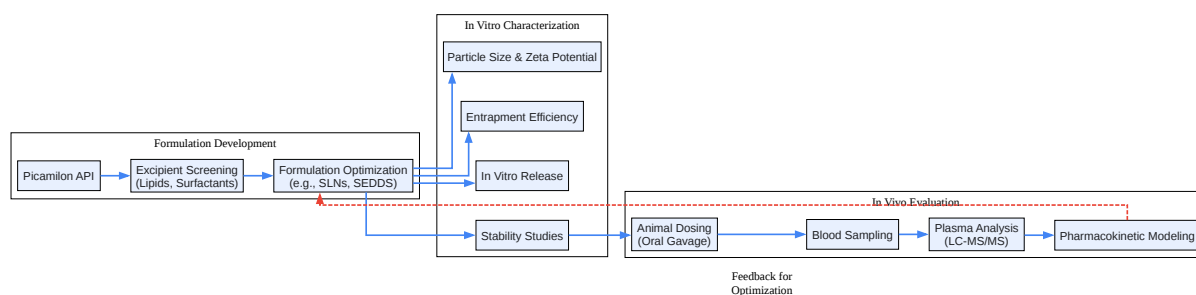 In Vitro Characterization
Particle Size & Zeta Potential
Entrapment Efficiency
Formulation Development
Picamilon API
Excipient Screening
(Lipids, Surfactants)
Formulation Optimization
(e.g., SLNs, SEDDS)
In Vitro Release
Stability Studies
In Vivo Evaluation
Animal Dosing
(Oral Gavage)
Blood Sampling
Plasma Analysis
(LC-MS/MS)
Pharmacokinetic Modeling
Feedback for
Optimization